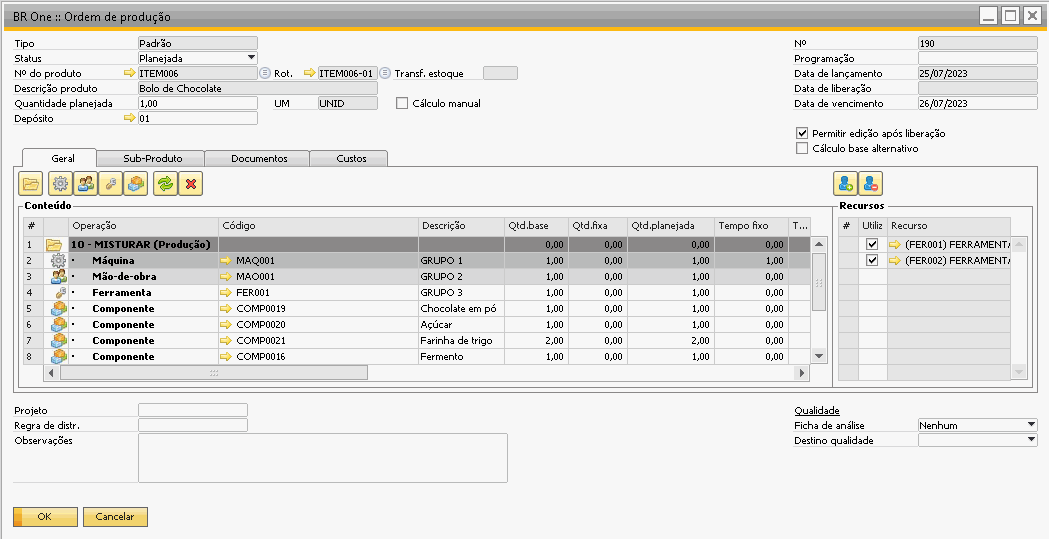 BR One :: Ordem de produção
Tipo Padrão Nº 190
Status Planejada Programação
Nº do produto ITEM006 Rot. ITEM006-01 Transf. estoque Data de lançamento 25/07/2023
Descrição produto Bolo de Chocolate Data de liberação
Quantidade planejada 1,00 UM UNID Cálculo manual Data de vencimento 26/07/2023
Depósito 01
Permitir edição após liberação
Cálculo base alternativo
Geral Sub-Produto Documentos Custos
Conteúdo Recursos
# Operação Código Descrição Qtd.base Qtd.fixa Qtd.planejada Tempo fixo T... # Utiliz Recurso
1 10 - MISTURAR (Produção) 0,00 0,00 0,00 0,00 (FER001) FERRAMENTA
2 Máquina MAQ001 GRUPO 1 1,00 0,00 1,00 1,00 (FER002) FERRAMENTA
3 Mão-de-obra MAO001 GRUPO 2 1,00 0,00 1,00 0,00
4 Ferramenta FER001 GRUPO 3 1,00 0,00 1,00 0,00
5 Componente COMP0019 Chocolate em pó 1,00 0,00 1,00 0,00
6 Componente COMP0020 Açúcar 1,00 0,00 1,00 0,00
7 Componente COMP0021 Farinha de trigo 2,00 0,00 2,00 0,00
8 Componente COMP0016 Fermento 1,00 0,00 1,00 0,00
Projeto Qualidade
Regra de distr. Ficha de análise Nenhum
Observações Destino qualidade
OK Cancelar